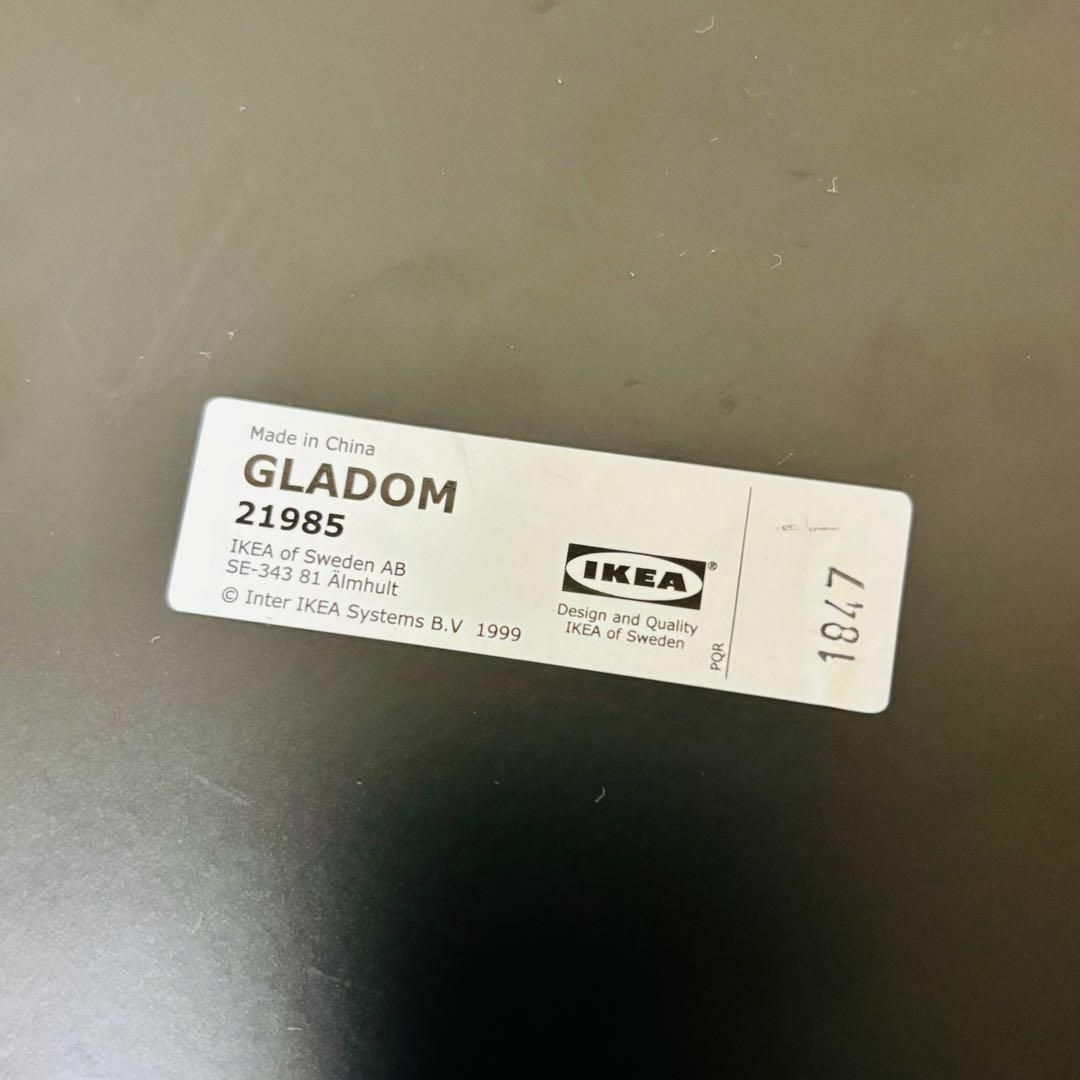 Made in China
GLADOM
21985
IKEA of Sweden AB
SE-343 81 Älmhult
© Inter IKEA Systems B.V 1999
IKEA®
Design and Quality
IKEA of Sweden
PQR
1847